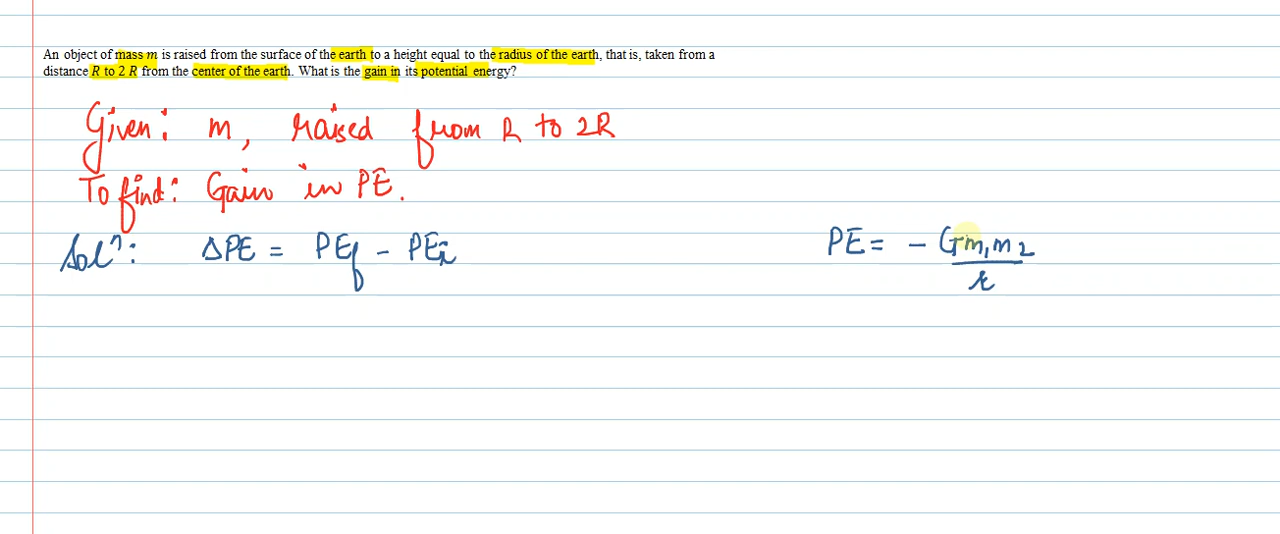 An object of mass m is raised from the surface of the earth to a height equal to the radius of the earth, that is, taken from a
distance R to 2 R from the center of the earth. What is the gain in its potential energy?
Given: m, raised from R to 2R
To find: Gain in PE.
Solⁿ: ΔPE = PEf - PEi
PE = - Gm₁m₂
r